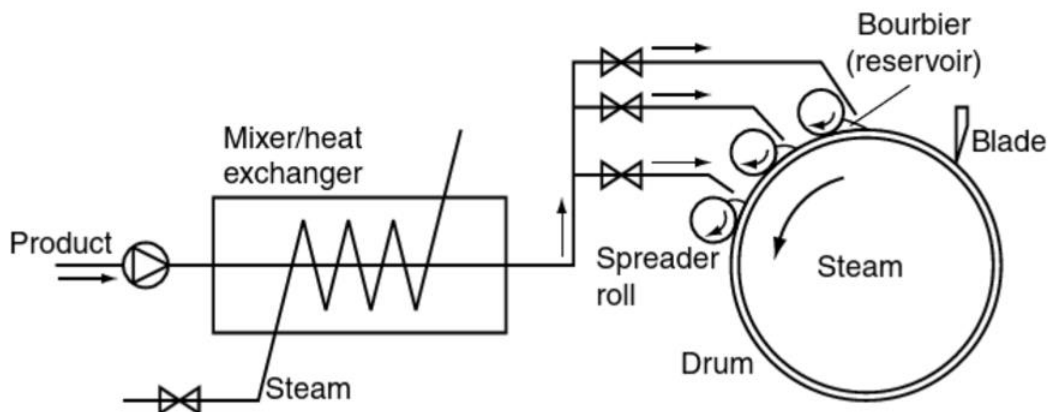 Bourbier
(reservoir)
Mixer/heat
exchanger
Blade
Product
Spreader
roll
Steam
Drum
Steam